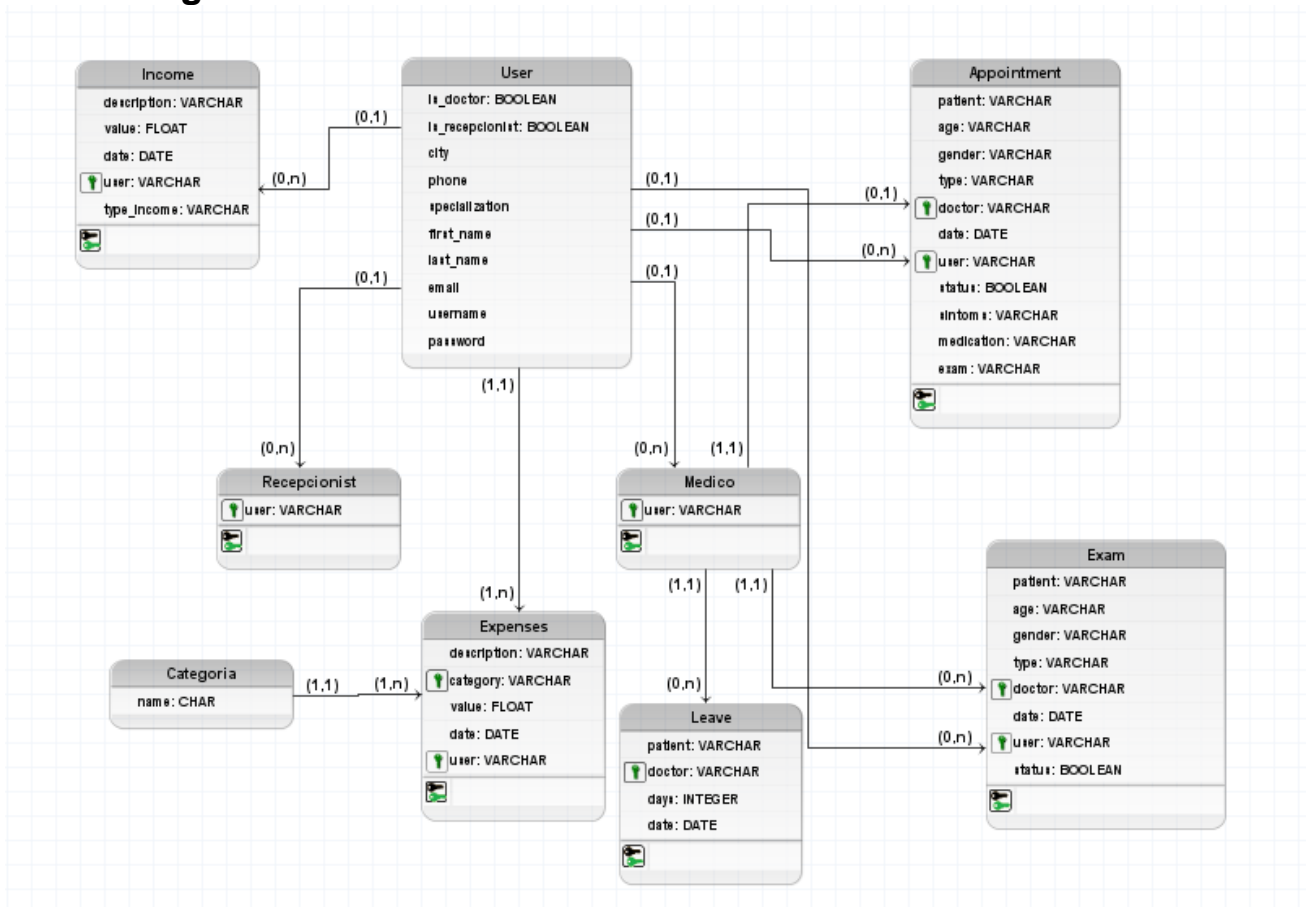 Income
description: VARCHAR
value: FLOAT
date: DATE
user: VARCHAR
type_income: VARCHAR
User
is_doctor: BOOLEAN
is_recepcionist: BOOLEAN
city
phone
specialization
first_name
last_name
email
username
password
Appointment
patient: VARCHAR
age: VARCHAR
gender: VARCHAR
type: VARCHAR
doctor: VARCHAR
date: DATE
user: VARCHAR
status: BOOLEAN
sintoms: VARCHAR
medication: VARCHAR
exam: VARCHAR
(0,1)
(0,n)
(0,1)
(0,1)
(0,1)
(0,n)
(0,1)
(0,1)
(1,1)
(0,n)
(0,n)
(1,1)
Recepcionist
user: VARCHAR
Medico
user: VARCHAR
(1,1)
(1,1)
(1,n)
Expenses
description: VARCHAR
category: VARCHAR
value: FLOAT
date: DATE
user: VARCHAR
Categoria
name: CHAR
(1,1)
(1,n)
(0,n)
Leave
patient: VARCHAR
doctor: VARCHAR
days: INTEGER
date: DATE
Exam
patient: VARCHAR
age: VARCHAR
gender: VARCHAR
type: VARCHAR
doctor: VARCHAR
date: DATE
user: VARCHAR
status: BOOLEAN
(0,n)
(0,n)